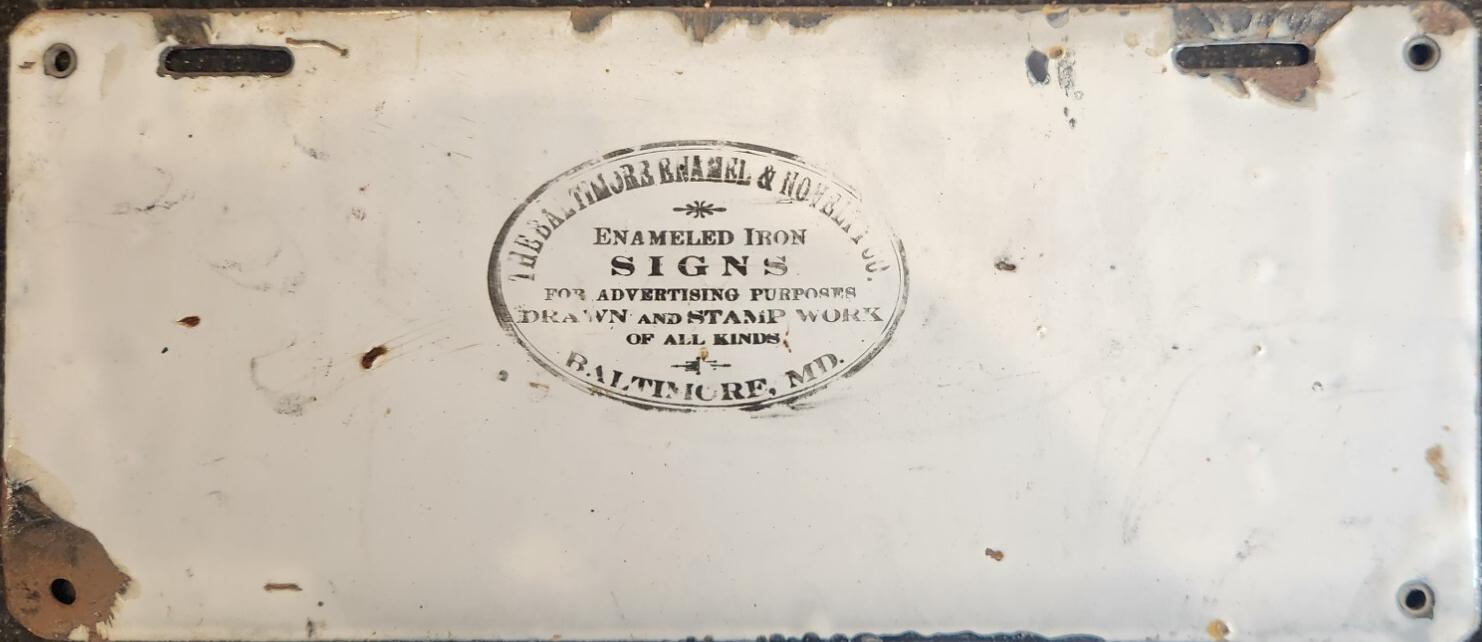 THE BALTIMORE ENAMEL & NOVELTY CO.
ENAMELED IRON
SIGNS
FOR ADVERTISING PURPOSES
DRAWN AND STAMP WORK
OF ALL KINDS
BALTIMORE, MD.